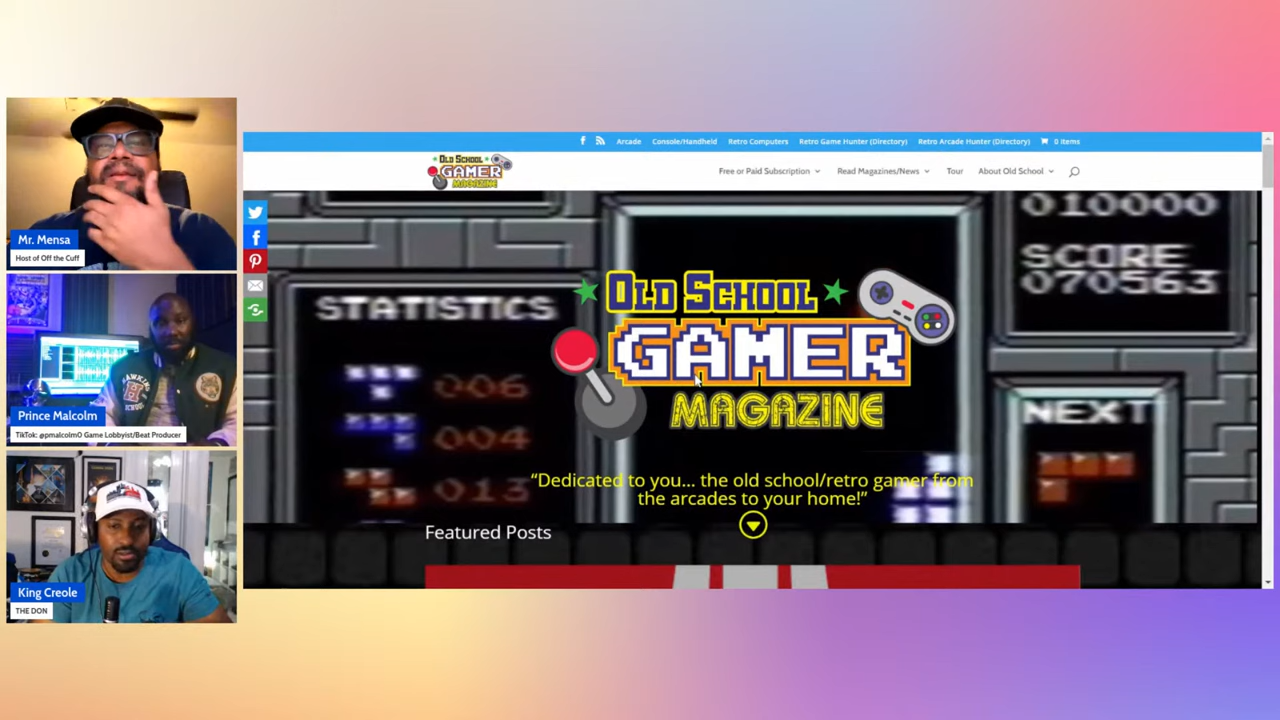 Mr. Mensa
Host of Off the Cuff
Prince Malcolm
TikTok: @pmalcolm0 Game Lobbyist/Beat Producer
King Creole
THE DON
Arcade Console/Handheld Retro Computers Retro Game Hunter (Directory) Retro Arcade Hunter (Directory) 0 Items
OLD SCHOOL
GAMER
MAGAZINE
Free or Paid Subscription Read Magazines/News Tour About Old School
010000
SCORE
070563
STATISTICS
006
004
013
NEXT
OLD SCHOOL
GAMER
MAGAZINE
“Dedicated to you... the old school/retro gamer from
the arcades to your home!”
Featured Posts